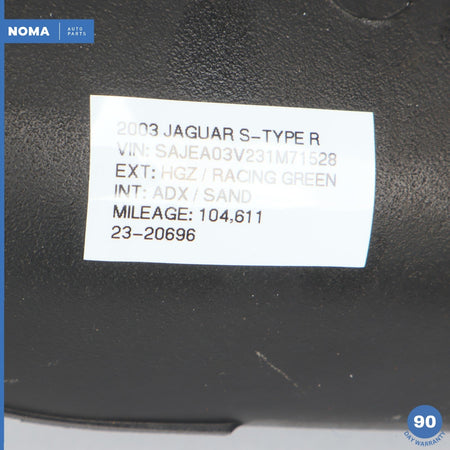 NOMA AUTO PARTS
2003 JAGUAR S-TYPE R
VIN: SAJEA03V231M71528
EXT: HGZ / RACING GREEN
INT: ADX / SAND
MILEAGE: 104,611
23-20696
90
DAY WARRANTY